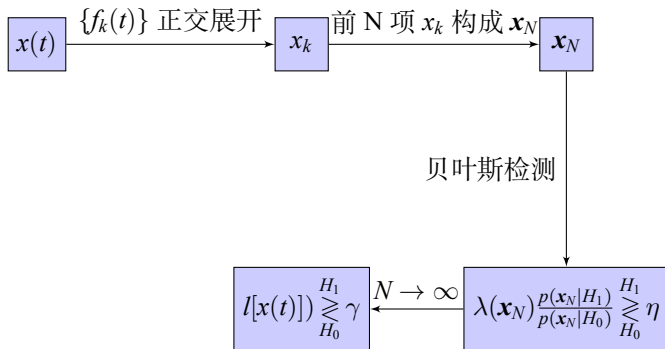 x(t) {f_k(t)} 正交展开 x_k 前 N 项 x_k 构成 x_N x_N
贝叶斯检测
l[x(t)]) ≷^{H_1}_{H_0} γ N → ∞ λ(x_N) \frac{p(x_N|H_1)}{p(x_N|H_0)} ≷^{H_1}_{H_0} η